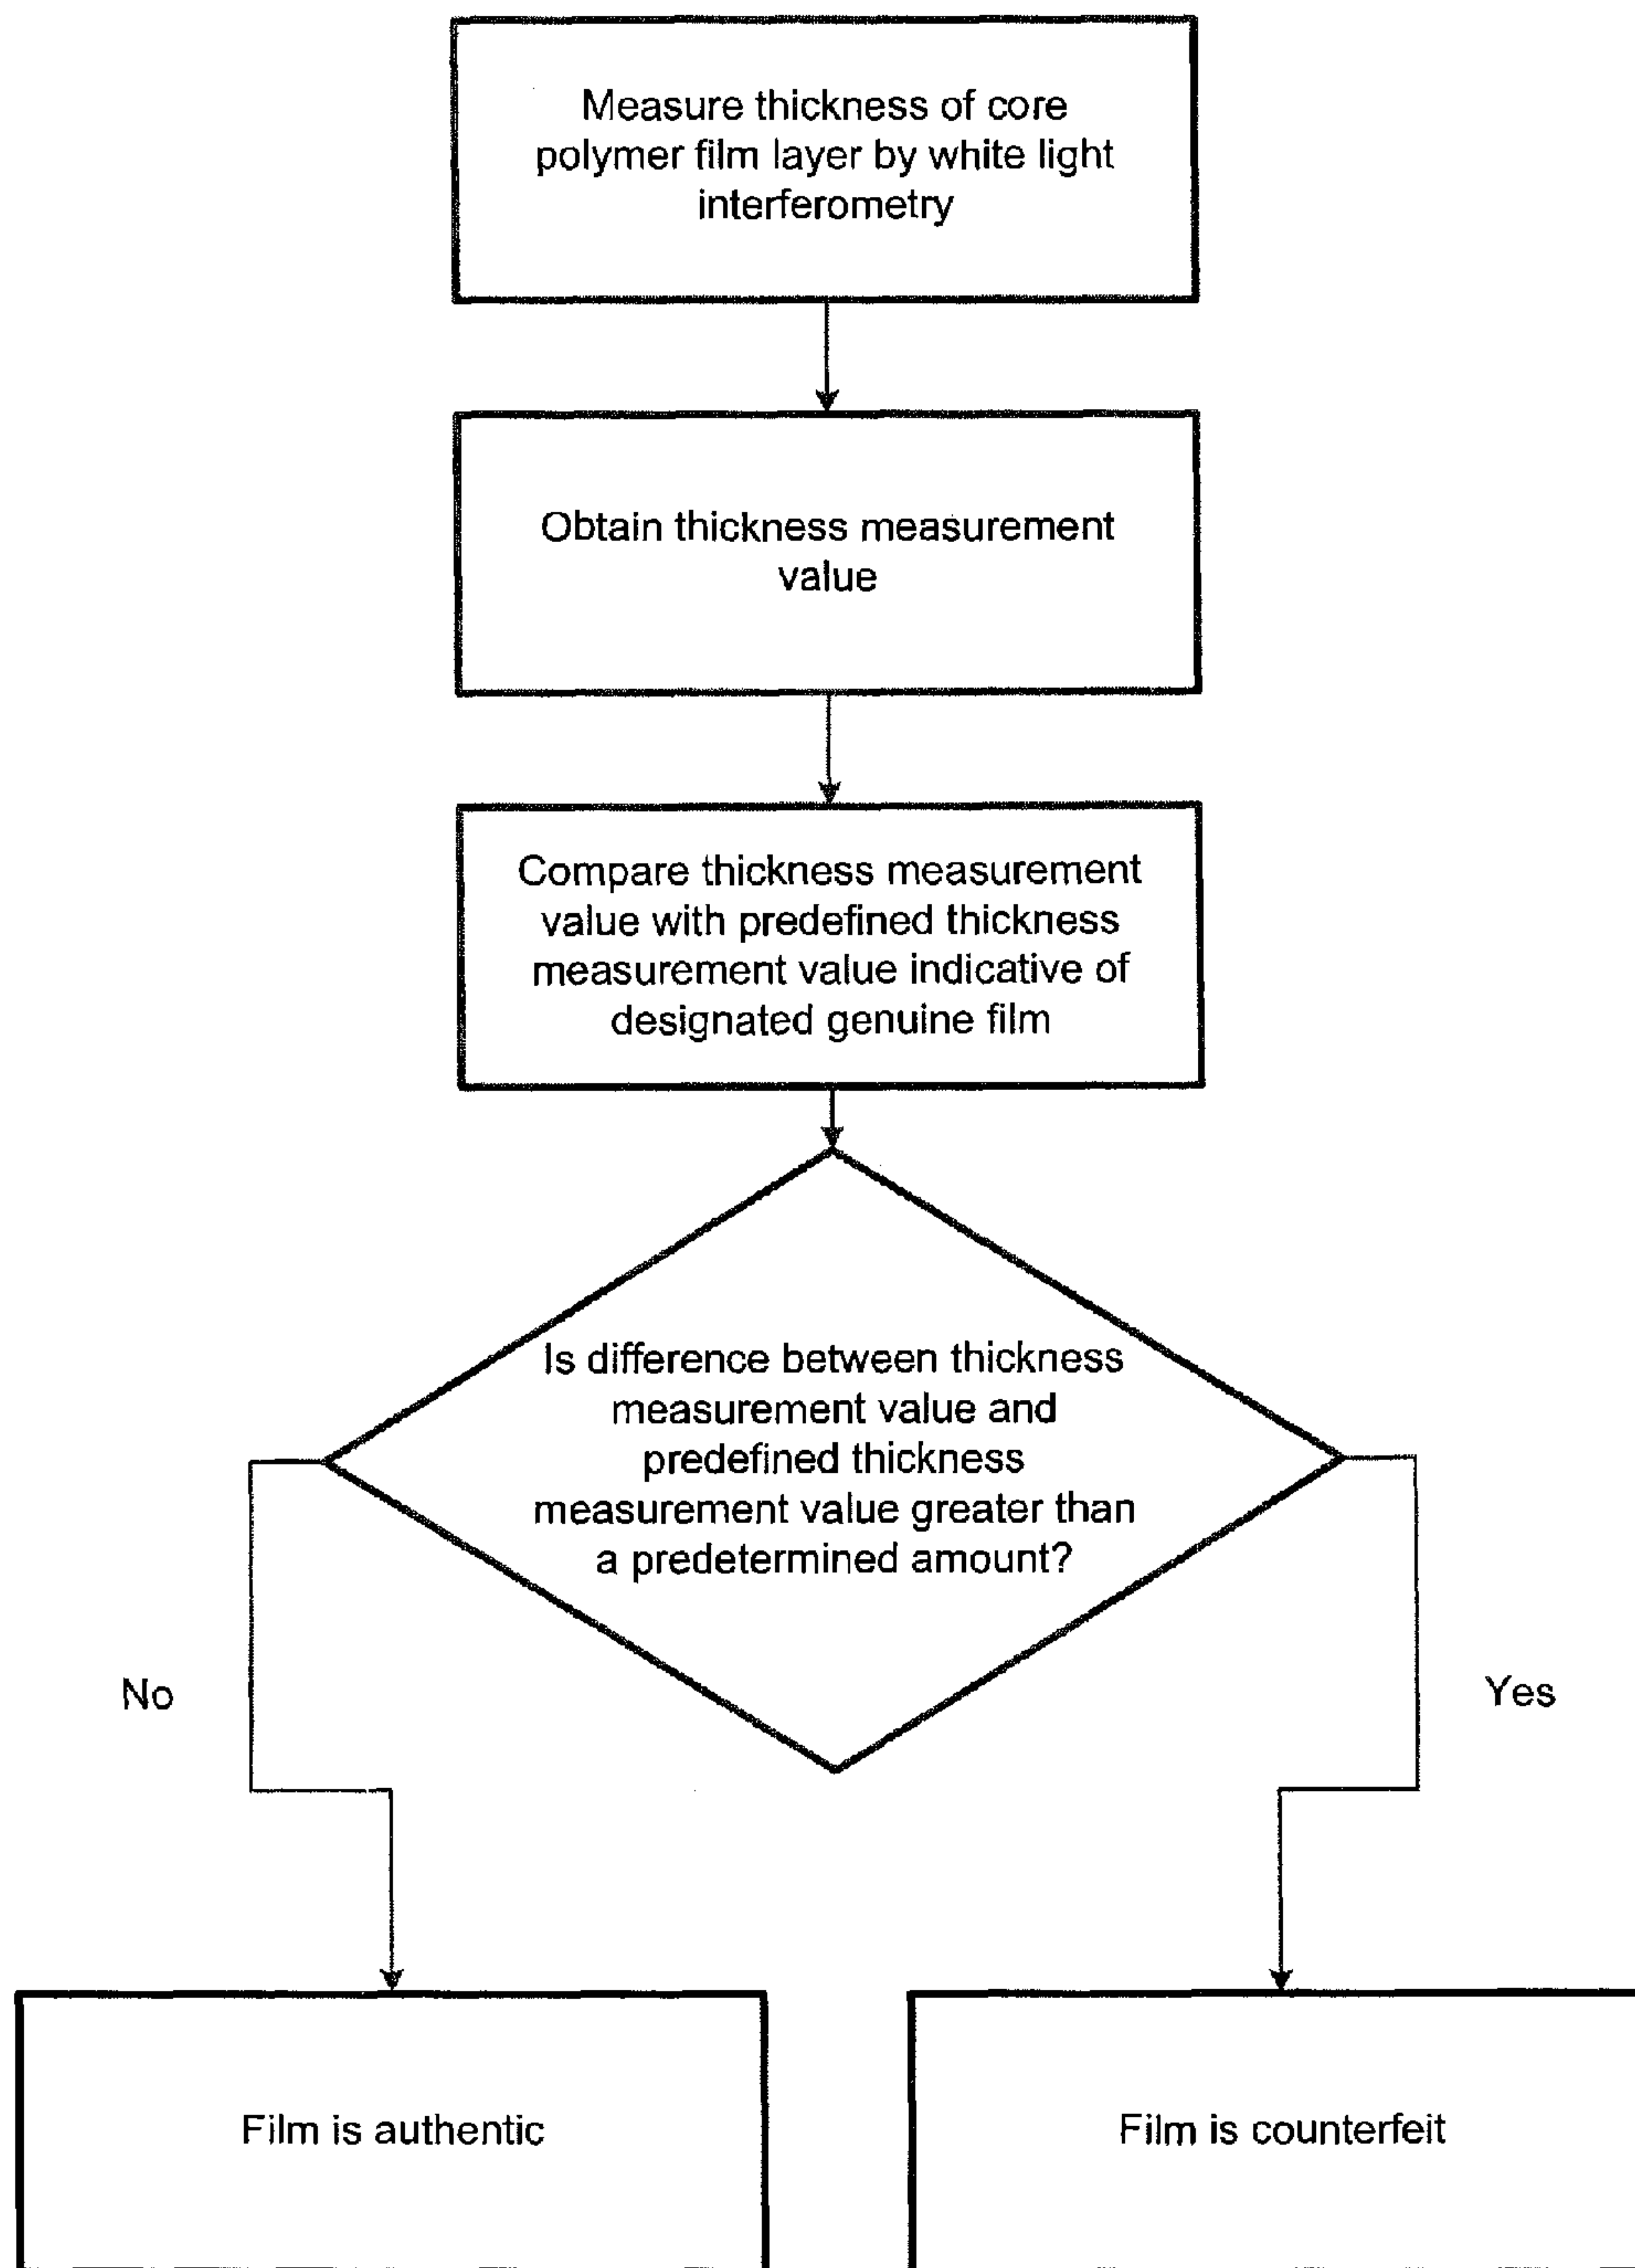 Measure thickness of core
polymer film layer by white light
interferometry
Obtain thickness measurement
value
Compare thickness measurement
value with predefined thickness
measurement value indicative of
designated genuine film
Is difference between thickness
measurement value and
predefined thickness
measurement value greater than
a predetermined amount?
No
Yes
Film is authentic
Film is counterfeit